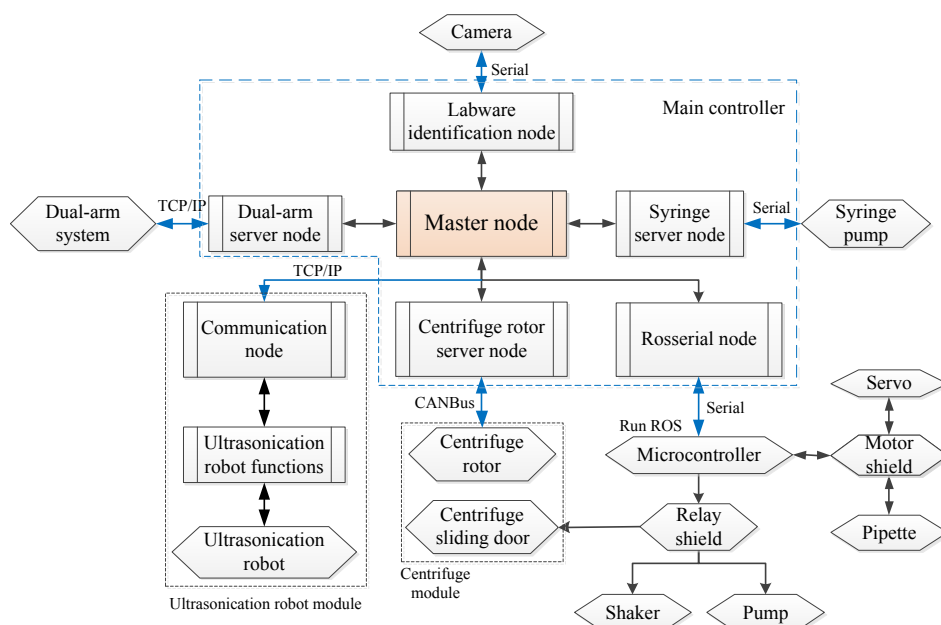 Camera
Serial
Main controller
Labware
identification node
TCP/IP
Dual-arm
system
Dual-arm
server node
Master node
Syringe
server node
Serial
Syringe
pump
TCP/IP
Communication
node
Centrifuge rotor
server node
Rosserial node
CANBus
Serial
Run ROS
Servo
Ultrasonication
robot functions
Centrifuge
rotor
Microcontroller
Motor
shield
Ultrasonication
robot
Centrifuge
sliding door
Relay
shield
Pipette
Centrifuge
module
Ultrasonication robot module
Shaker
Pump